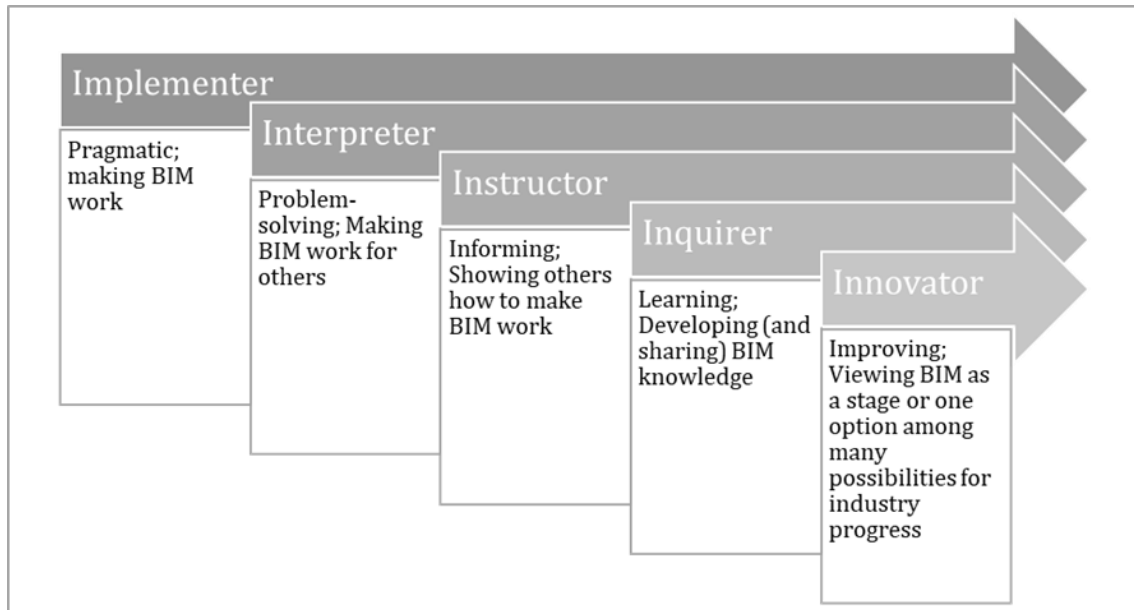 Implementer
Pragmatic;
making BIM
work
Interpreter
Problem-
solving; Making
BIM work for
others
Instructor
Informing;
Showing others
how to make
BIM work
Inquirer
Learning;
Developing (and
sharing) BIM
knowledge
Innovator
Improving;
Viewing BIM as
a stage or one
option among
many
possibilities for
industry
progress